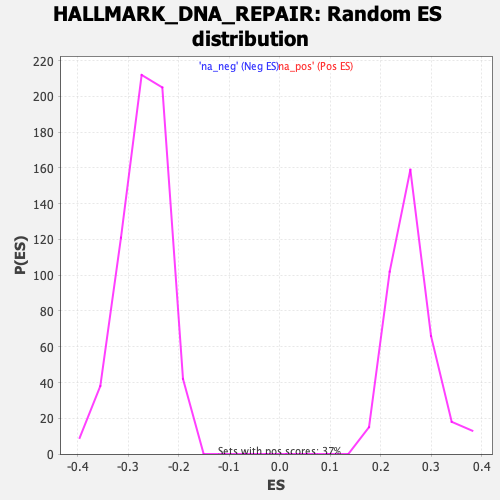 HALLMARK_DNA_REPAIR: Random ES
distribution
'na_neg' (Neg ES)na_pos' (Pos ES)
220
200
180
160
140
120
100
80
60
40
20
0
P(ES)
Sets with pos scores: 37%
-0.4 -0.3 -0.2 -0.1 0.0 0.1 0.2 0.3 0.4
ES